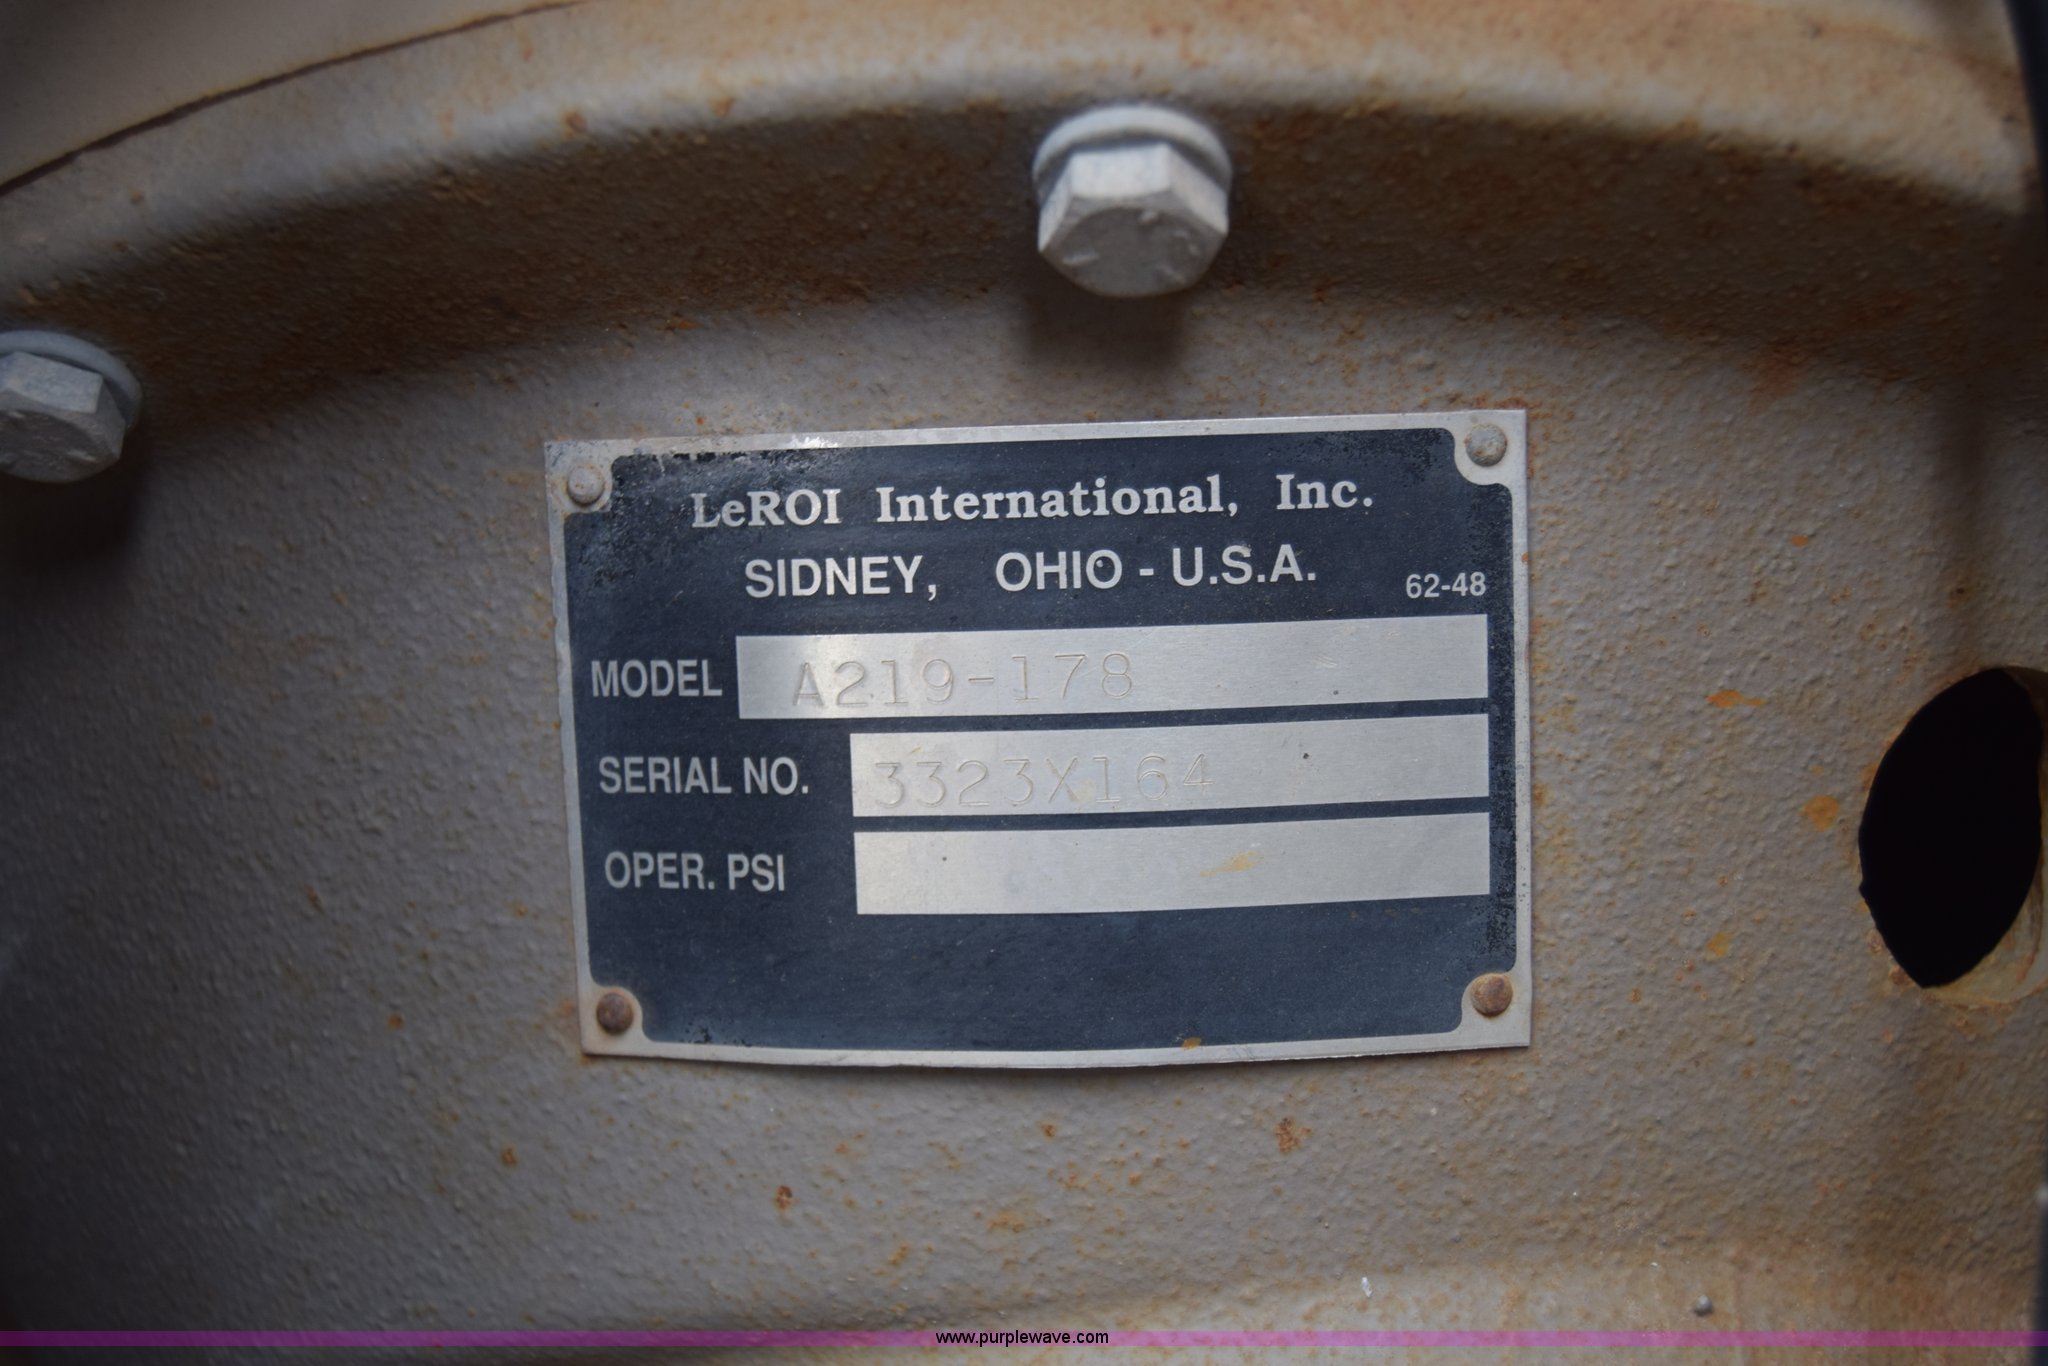 LeROI International, Inc.
SIDNEY, OHIO - U.S.A.
62-48
MODEL A219-178
SERIAL NO. 3323X164
OPER. PSI
www.purplewave.com